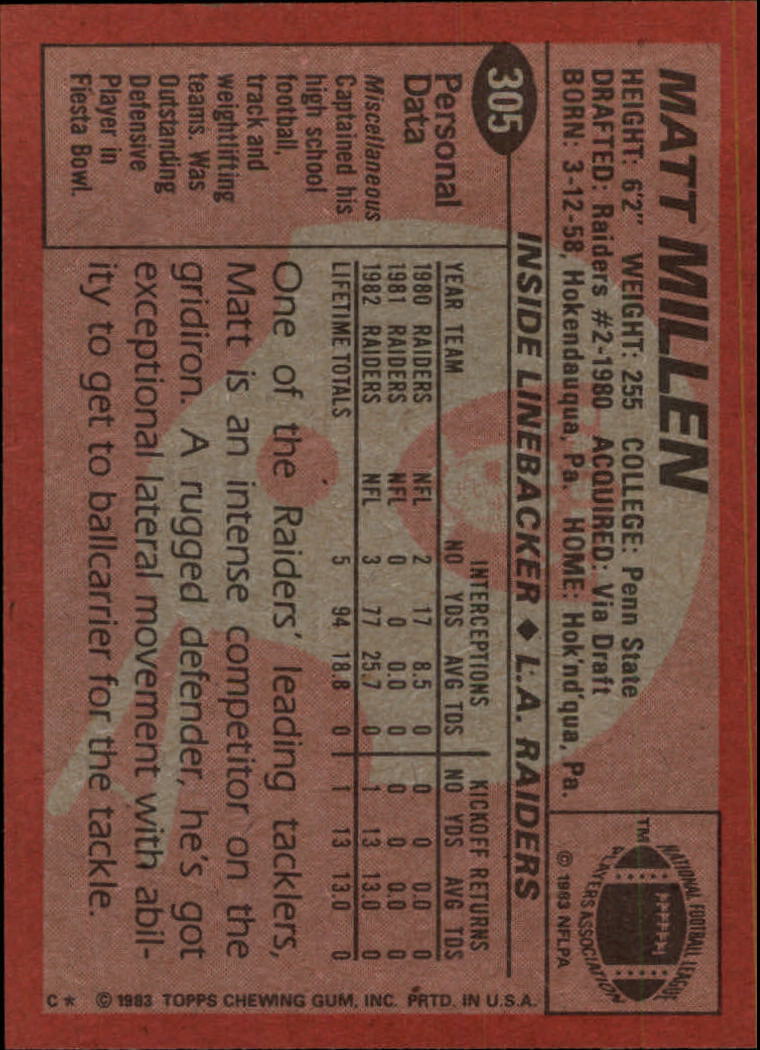 MATT MILLEN
HEIGHT: 6'2" WEIGHT: 255 COLLEGE: Penn State
DRAFTED: Raiders #2-1980 ACQUIRED: Via Draft
BORN: 3-12-58, Hokendauqua, Pa. HOME: Hok'nd'qua, Pa.
TM
NATIONAL FOOTBALL LEAGUE
PLAYERS ASSOCIATION
© 1983 NFLPA
305
INSIDE LINEBACKER ♦ L.A. RAIDERS
Personal
Data
Miscellaneous
Captained his
high school
football,
track and
weightlifting
teams. Was
Outstanding
Defensive
Player in
Fiesta Bowl.
INTERCEPTIONS KICKOFF RETURNS
YEAR TEAM NO YDS AVG TDS NO YDS AVG TDS
1980 RAIDERS NFL 2 17 8.5 0 0 0 0.0 0
1981 RAIDERS NFL 0 0 0.0 0 0 0 0.0 0
1982 RAIDERS NFL 3 77 25.7 0 1 13 13.0 0
LIFETIME TOTALS 5 94 18.8 0 1 13 13.0 0
One of the Raiders' leading tacklers,
Matt is an intense competitor on the
gridiron. A rugged defender, he's got
exceptional lateral movement with abil-
ity to get to ballcarrier for the tackle.
C* © 1983 TOPPS CHEWING GUM, INC. PRTD. IN U.S.A.